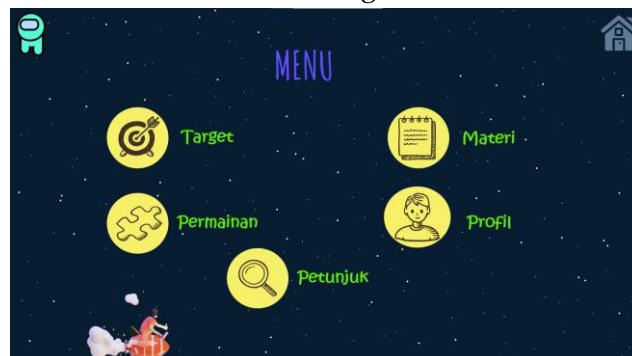 MENU
Target
Materi
Permainan
Profil
Petunjuk